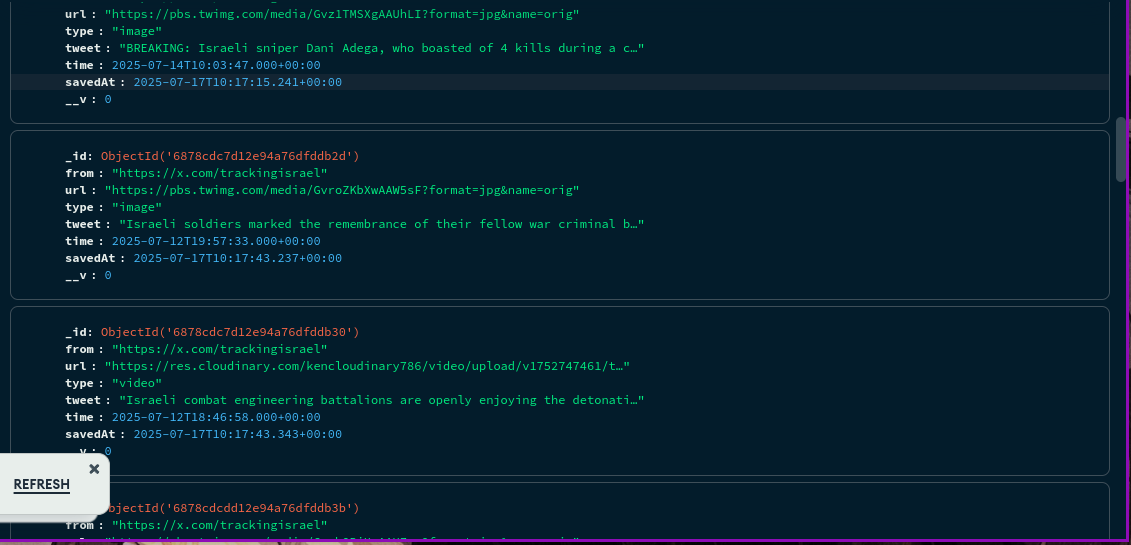 url : "https://pbs.twimg.com/media/Gvz1TMSXgAAUhLI?format=jpg&name=orig"
type : "image"
tweet : "BREAKING: Israeli sniper Dani Adega, who boasted of 4 kills during a c…"
time : 2025-07-14T10:03:47.000+00:00
savedAt : 2025-07-17T10:17:15.241+00:00
__v : 0
_id: ObjectId('6878cdc7d12e94a76dfddb2d')
from : "https://x.com/trackingisrael"
url : "https://pbs.twimg.com/media/GvroZKbXwAAW5sF?format=jpg&name=orig"
type : "image"
tweet : "Israeli soldiers marked the remembrance of their fellow war criminal b…"
time : 2025-07-12T19:57:33.000+00:00
savedAt : 2025-07-17T10:17:43.237+00:00
__v : 0
_id: ObjectId('6878cdc7d12e94a76dfddb30')
from : "https://x.com/trackingisrael"
url : "https://res.cloudinary.com/kencloudinary786/video/upload/v1752747461/t…"
type : "video"
tweet : "Israeli combat engineering battalions are openly enjoying the detonati…"
time : 2025-07-12T18:46:58.000+00:00
savedAt : 2025-07-17T10:17:43.343+00:00
v : 0
REFRESH
bjectId('6878cdcdd12e94a76dfddb3b')
from : "https://x.com/trackingisrael"